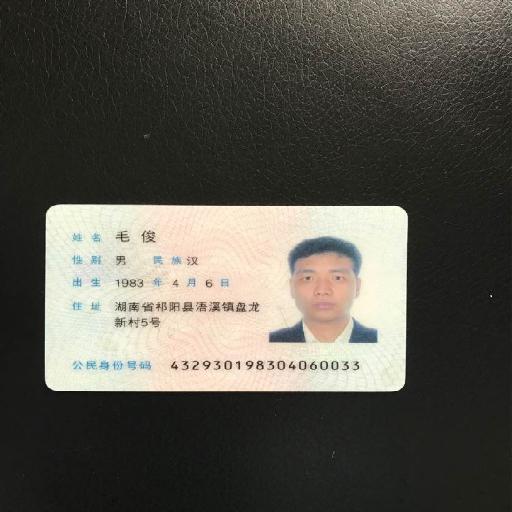 姓名 毛俊
性别 男 民族 汉
出生 1983 年 4 月 6 日
住址 湖南省祁阳县浯溪镇盘龙
新村5号
公民身份号码 432930198304060033